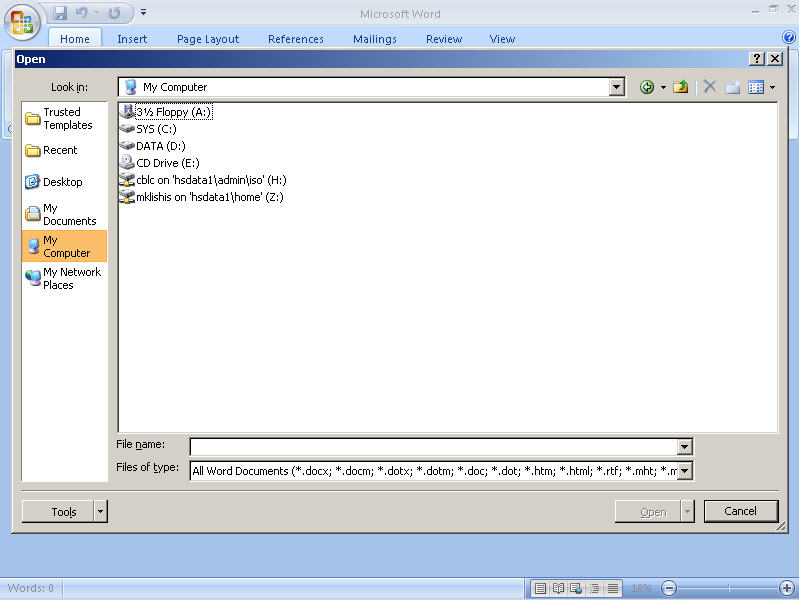 Microsoft Word
Home Insert Page Layout References Mailings Review View
Open
Look in: My Computer
Trusted
Templates
Recent
Desktop
My
Documents
My
Computer
My Network
Places
3½ Floppy (A:)
SYS (C:)
DATA (D:)
CD Drive (E:)
cblc on 'hsdata1\admin\iso' (H:)
mklishis on 'hsdata1\home' (Z:)
File name:
Files of type: All Word Documents (*.docx; *.docm; *.dotx; *.dotm; *.doc; *.dot; *.htm; *.html; *.rtf; *.mht; *.m
Tools Open Cancel
Words: 0 10%